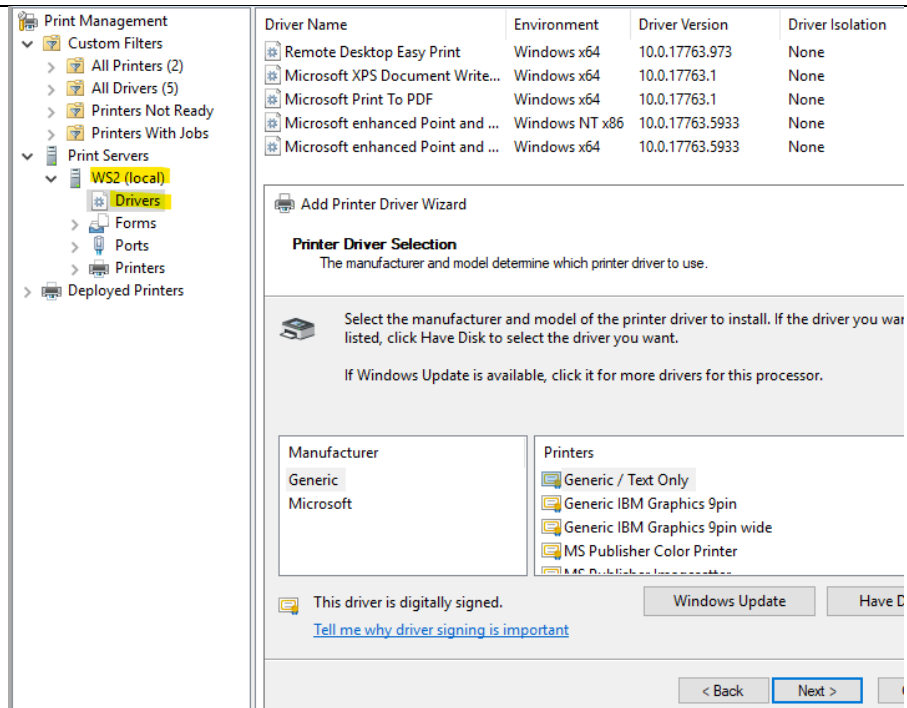 Print Management
Custom Filters
All Printers (2)
All Drivers (5)
Printers Not Ready
Printers With Jobs
Print Servers
WS2 (local)
Drivers
Forms
Ports
Printers
Deployed Printers
Driver Name Environment Driver Version Driver Isolation
Remote Desktop Easy Print Windows x64 10.0.17763.973 None
Microsoft XPS Document Write... Windows x64 10.0.17763.1 None
Microsoft Print To PDF Windows x64 10.0.17763.1 None
Microsoft enhanced Point and ... Windows NT x86 10.0.17763.5933 None
Microsoft enhanced Point and ... Windows x64 10.0.17763.5933 None
Add Printer Driver Wizard
Printer Driver Selection
The manufacturer and model determine which printer driver to use.
Select the manufacturer and model of the printer driver to install. If the driver you
listed, click Have Disk to select the driver you want.
If Windows Update is available, click it for more drivers for this processor.
Manufacturer
Generic
Microsoft
Printers
Generic / Text Only
Generic IBM Graphics 9pin
Generic IBM Graphics 9pin wide
MS Publisher Color Printer
MS Publisher
This driver is digitally signed.
Tell me why driver signing is important
Windows Update
Have
< Back
Next >